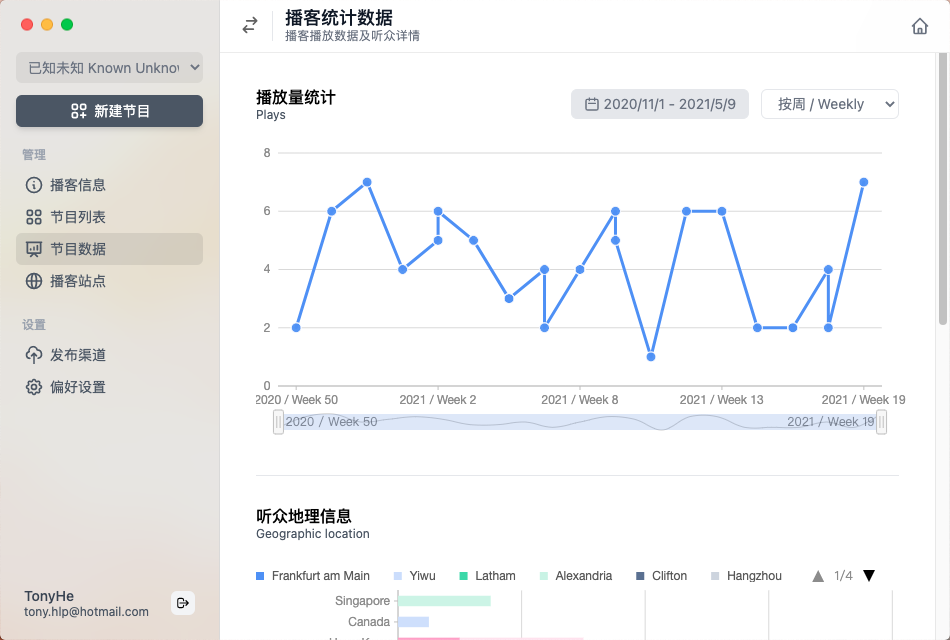 已知未知 Known Unkno
新建节目
管理
播客信息
节目列表
节目数据
播客站点
设置
发布渠道
偏好设置
TonyHe
tony.hlp@hotmail.com
播客统计数据
播客播放数据及听众详情
播放量统计
Plays
2020/11/1 - 2021/5/9
按周 / Weekly
8
6
4
2
0
2020 / Week 50
2021 / Week 2
2021 / Week 8
2021 / Week 13
2021 / Week 19
2020 / Week 50
2021 / Week 19
听众地理信息
Geographic location
Frankfurt am Main
Yiwu
Latham
Alexandria
Clifton
Hangzhou
1/4
Singapore
Canada